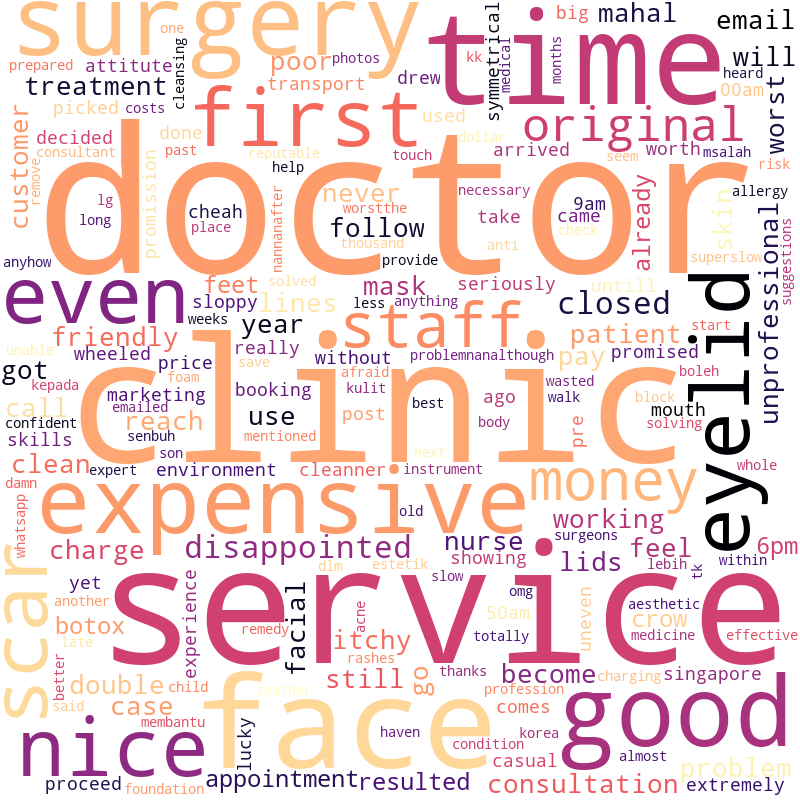 surgery
time
one
big
mahal
email
prepared
attitute
poor
photos
kk
symmetrical
medical
months
heard
will
cleansing
treatment
transport
drew
00am
worst
customer
costs
picked
first
used
original
decided
done
dollar
consultant
past
reputable
touch
arrived
worth
msalah
seem
risk
remove
promission
doctor
help
never
necessary
allergy
lg
cheah
worstthe
take
9am
already
skin
long
place
nannanafter
follow
thousand
anti
came
check
unprofessional
suggestions
anyhow
solved
provide
superslow
even
feet
mask
seriously
untill
eyelid
sloppy
lines
less
anything
closed
weeks
year
staff
friendly
patient
start
unable
really
without
problemnanalthough
pay
promised
wheeled
price
save
afraid
wasted
boleh
got
kepada
foam
kulit
walk
block
marketing
booking
ago
call
emailed
reach
use
post
best
body
pre
mouth
confident
senbuh
mentioned
solving
skills
son
clinic
next
clean
expert
environment
cleanner
instrument
whole
damn
expensive
money
whatsapp
old
working
disappointed
nurse
surgeons
6pm
charge
showing
lids
feel
within
scar
yet
dlm
estetik
slow
lebih
tk
service
another
experience
facial
omg
50am
uneven
aesthetic
botox
remedy
acne
itchy
totally
crow
medicine
effective
late
rashes
better
double
child
still
go
thanks
become
charging
singapore
said
case
leather
profession
comes
membantu
face
good
nice
lucky
haven
korea
condition
casual
almost
problem
proceed
foundation
appointment
resulted
consultation
extremely